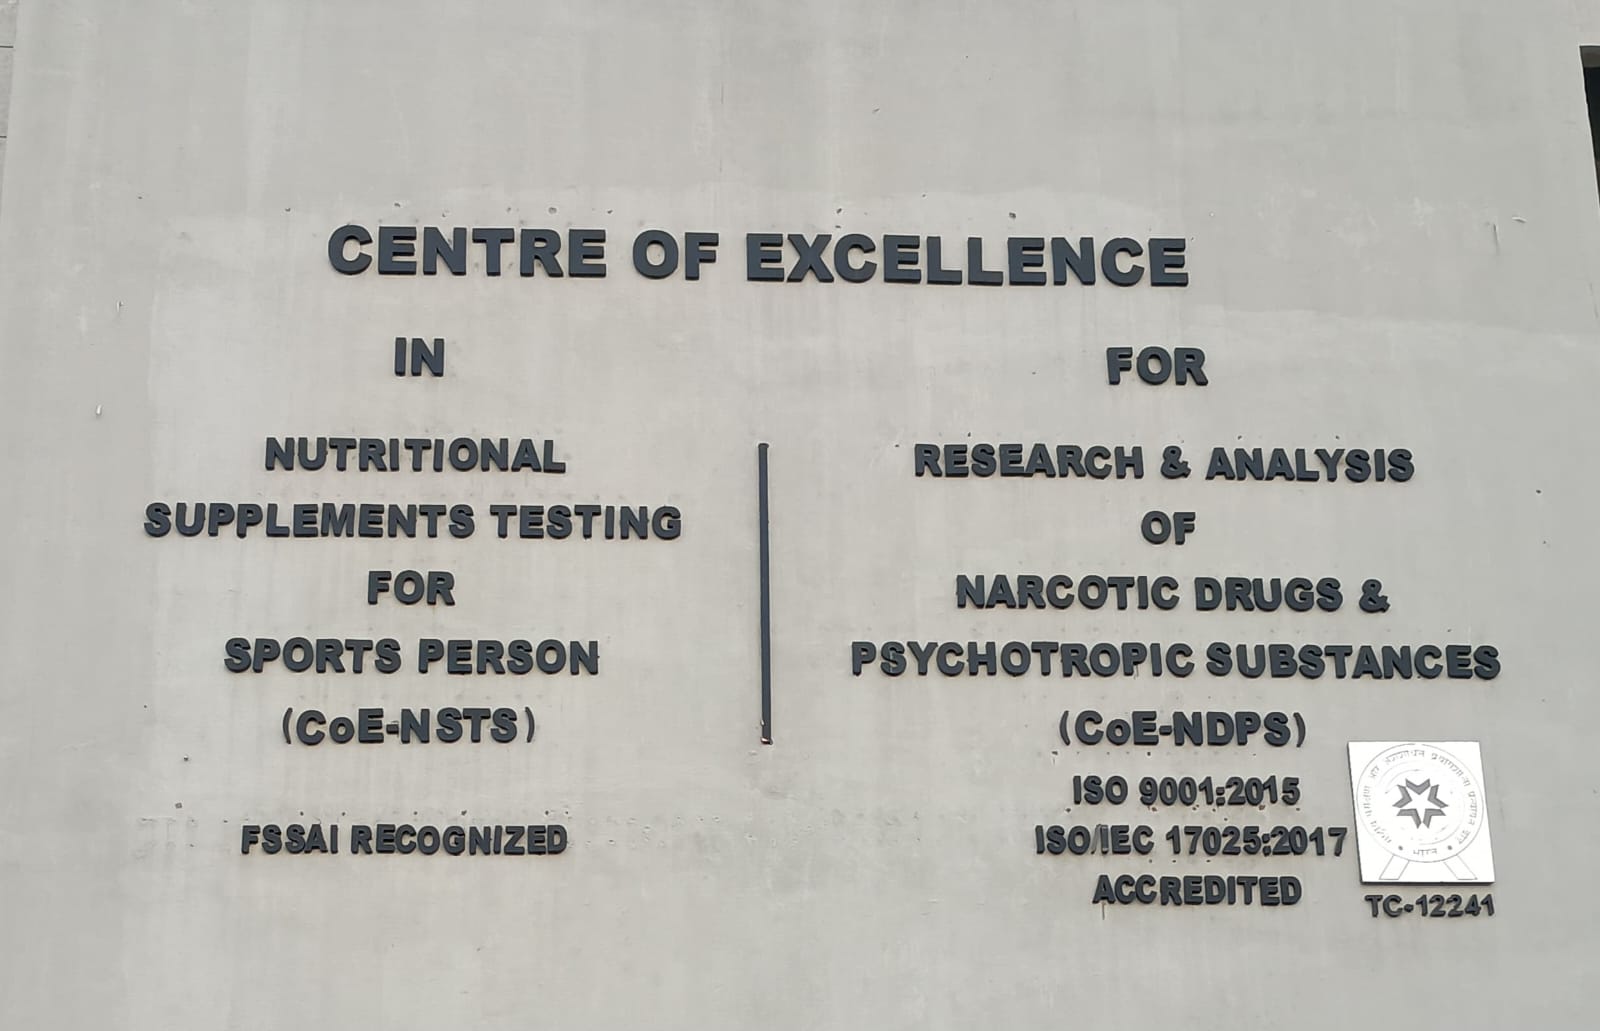 CENTRE OF EXCELLENCE
IN
NUTRITIONAL
SUPPLEMENTS TESTING
FOR
SPORTS PERSON
(CoE-NSTS)
FSSAI RECOGNIZED
FOR
RESEARCH & ANALYSIS
OF
NARCOTIC DRUGS &
PSYCHOTROPIC SUBSTANCES
(CoE-NDPS)
ISO 9001:2015
ISO/IEC 17025:2017
ACCREDITED
भारत
TC-12241